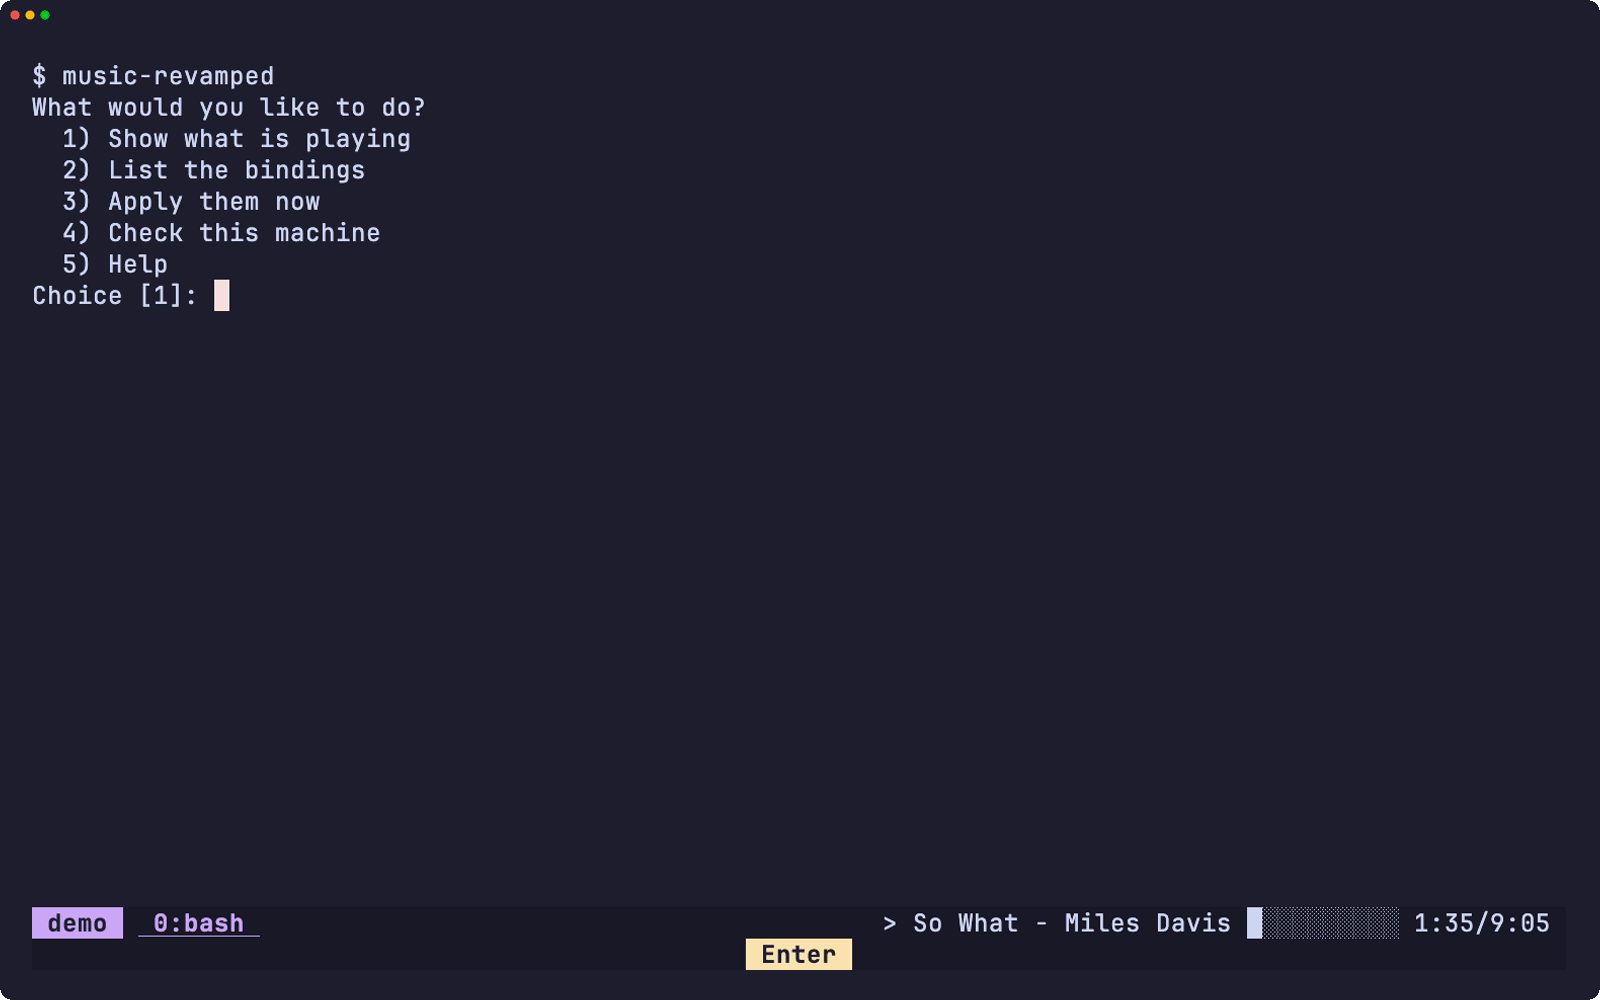 $ music-revamped
What would you like to do?
1) Show what is playing
2) List the bindings
3) Apply them now
4) Check this machine
5) Help
Choice [1]:
demo 0:bash > So What - Miles Davis 1:35/9:05
Enter